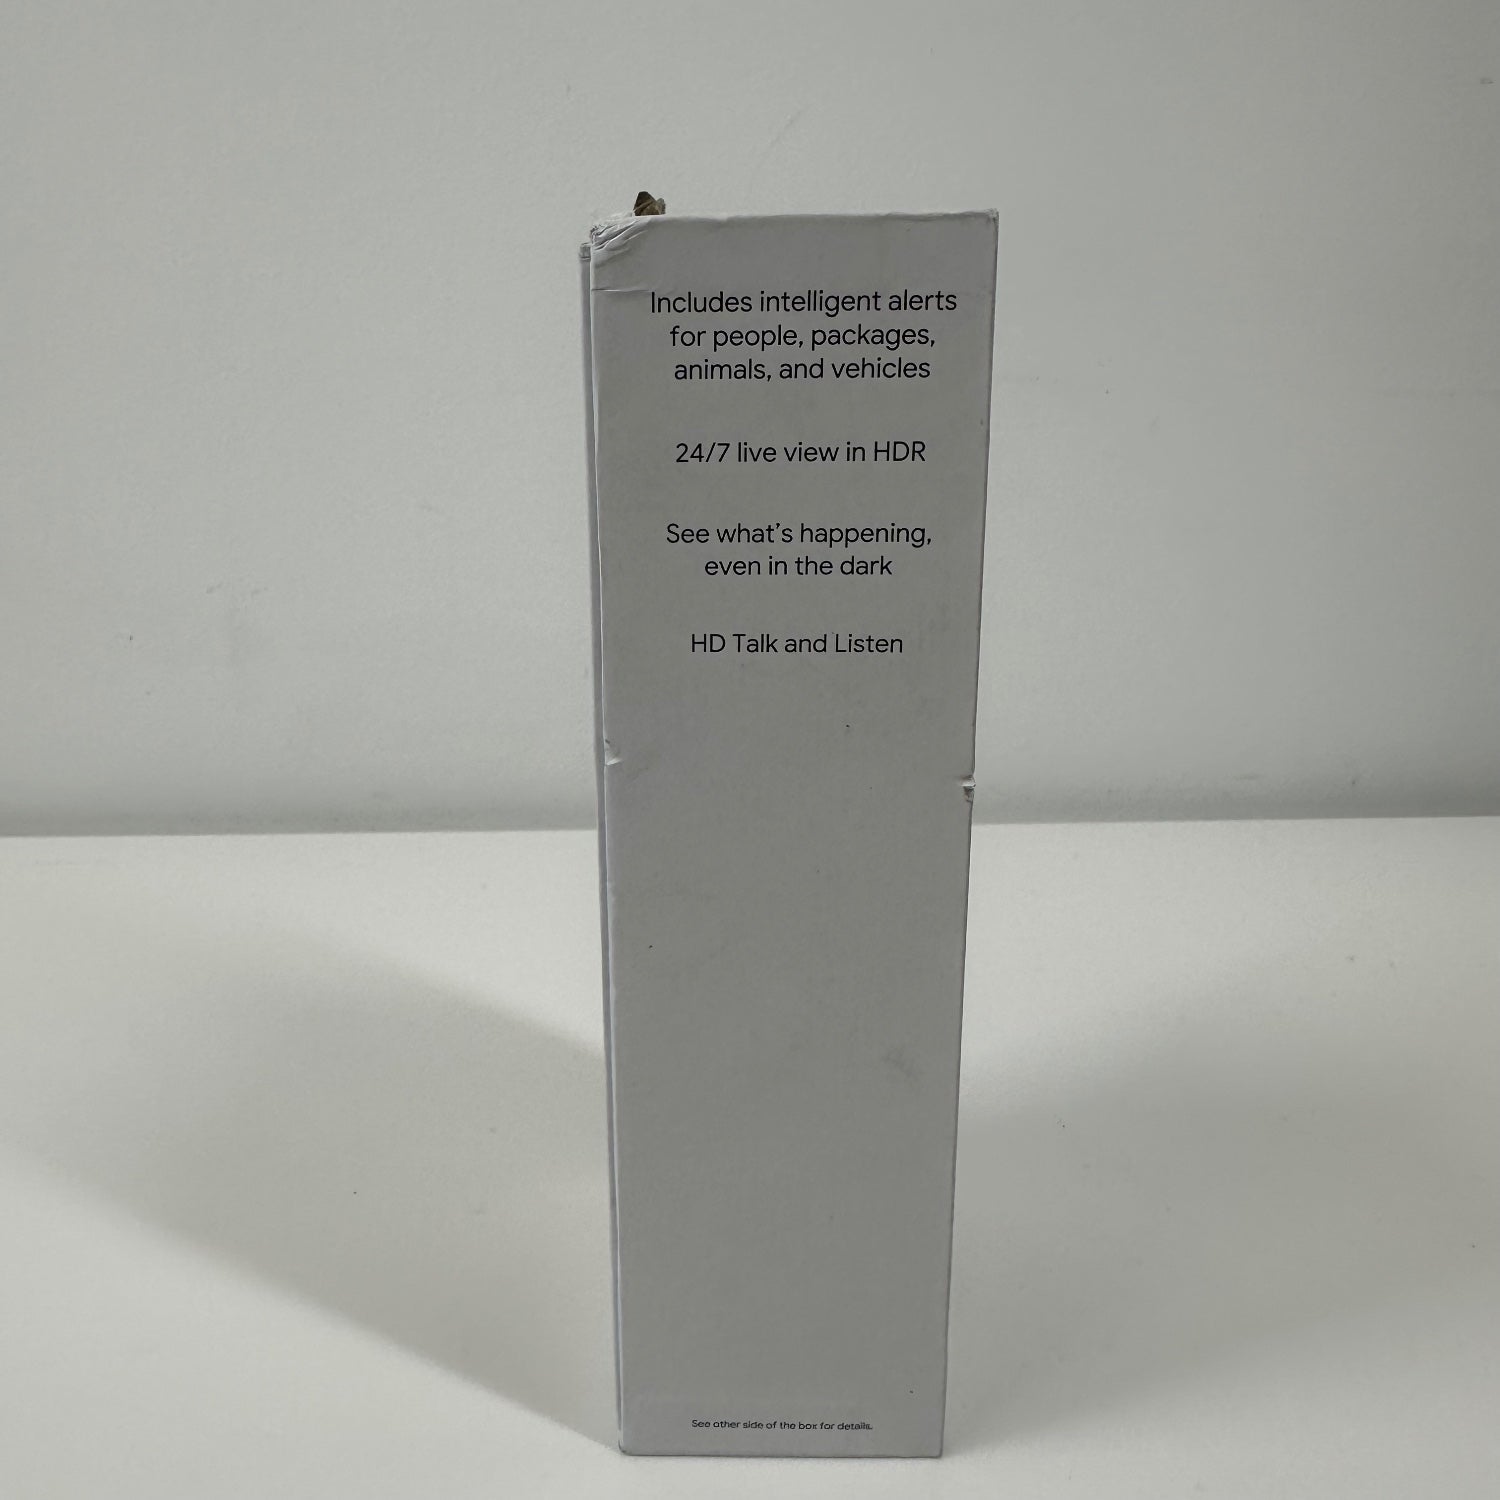 Includes intelligent alerts
for people, packages,
animals, and vehicles
24/7 live view in HDR
See what’s happening,
even in the dark
HD Talk and Listen
See other side of the box for details.